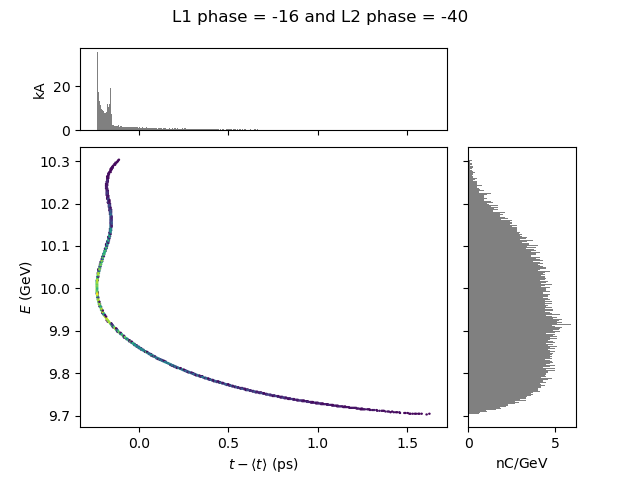 L1 phase = -16 and L2 phase = -40
kA
20
0
E (GeV)
10.3
10.2
10.1
10.0
9.9
9.8
9.7
0.0 0.5 1.0 1.5
t − ⟨t⟩ (ps)
0 5
nC/GeV